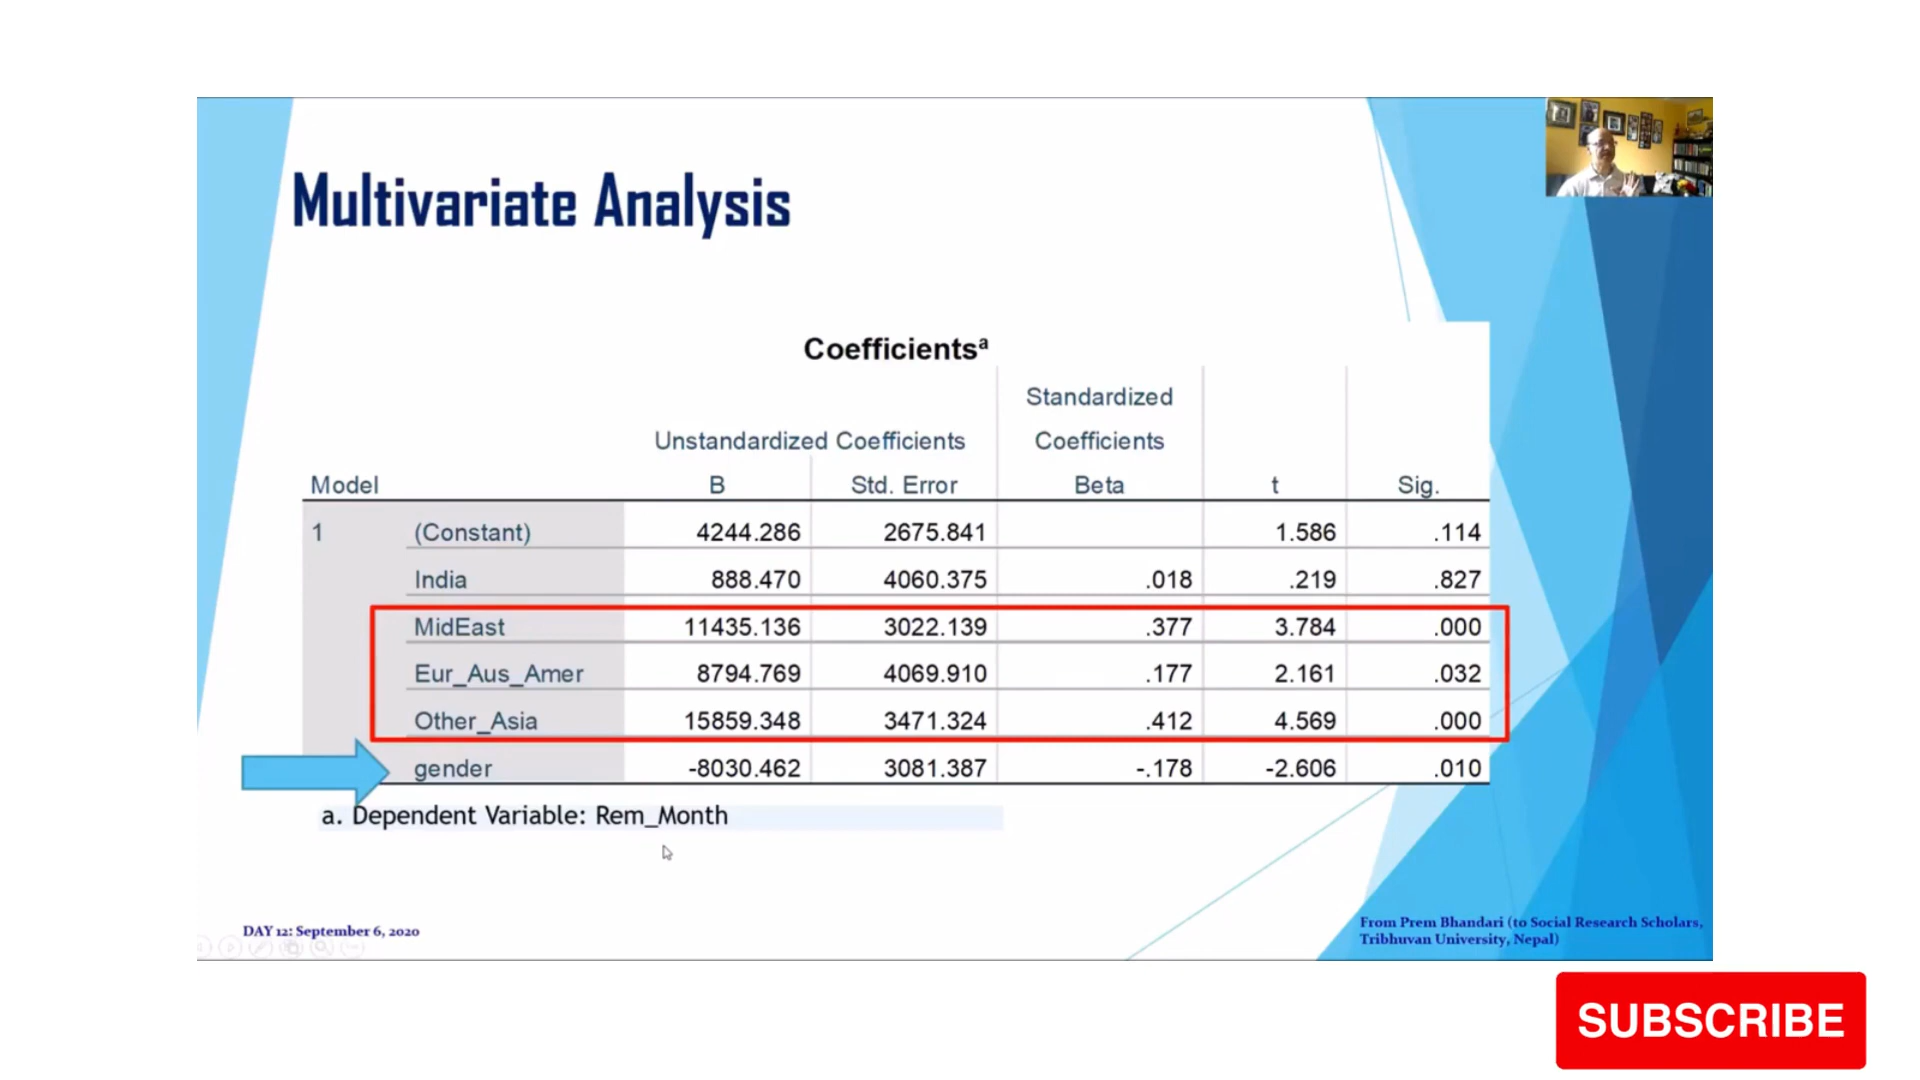 Multivariate Analysis
Coefficientsᵃ
Standardized
Unstandardized Coefficients Coefficients
Model B Std. Error Beta t Sig.
1 (Constant) 4244.286 2675.841 1.586 .114
India 888.470 4060.375 .018 .219 .827
MidEast 11435.136 3022.139 .377 3.784 .000
Eur_Aus_Amer 8794.769 4069.910 .177 2.161 .032
Other_Asia 15859.348 3471.324 .412 4.569 .000
gender -8030.462 3081.387 -.178 -2.606 .010
a. Dependent Variable: Rem_Month
DAY 12: September 6, 2020
From Prem Bhandari (to Social Research Scholars,
Tribhuvan University, Nepal)
SUBSCRIBE